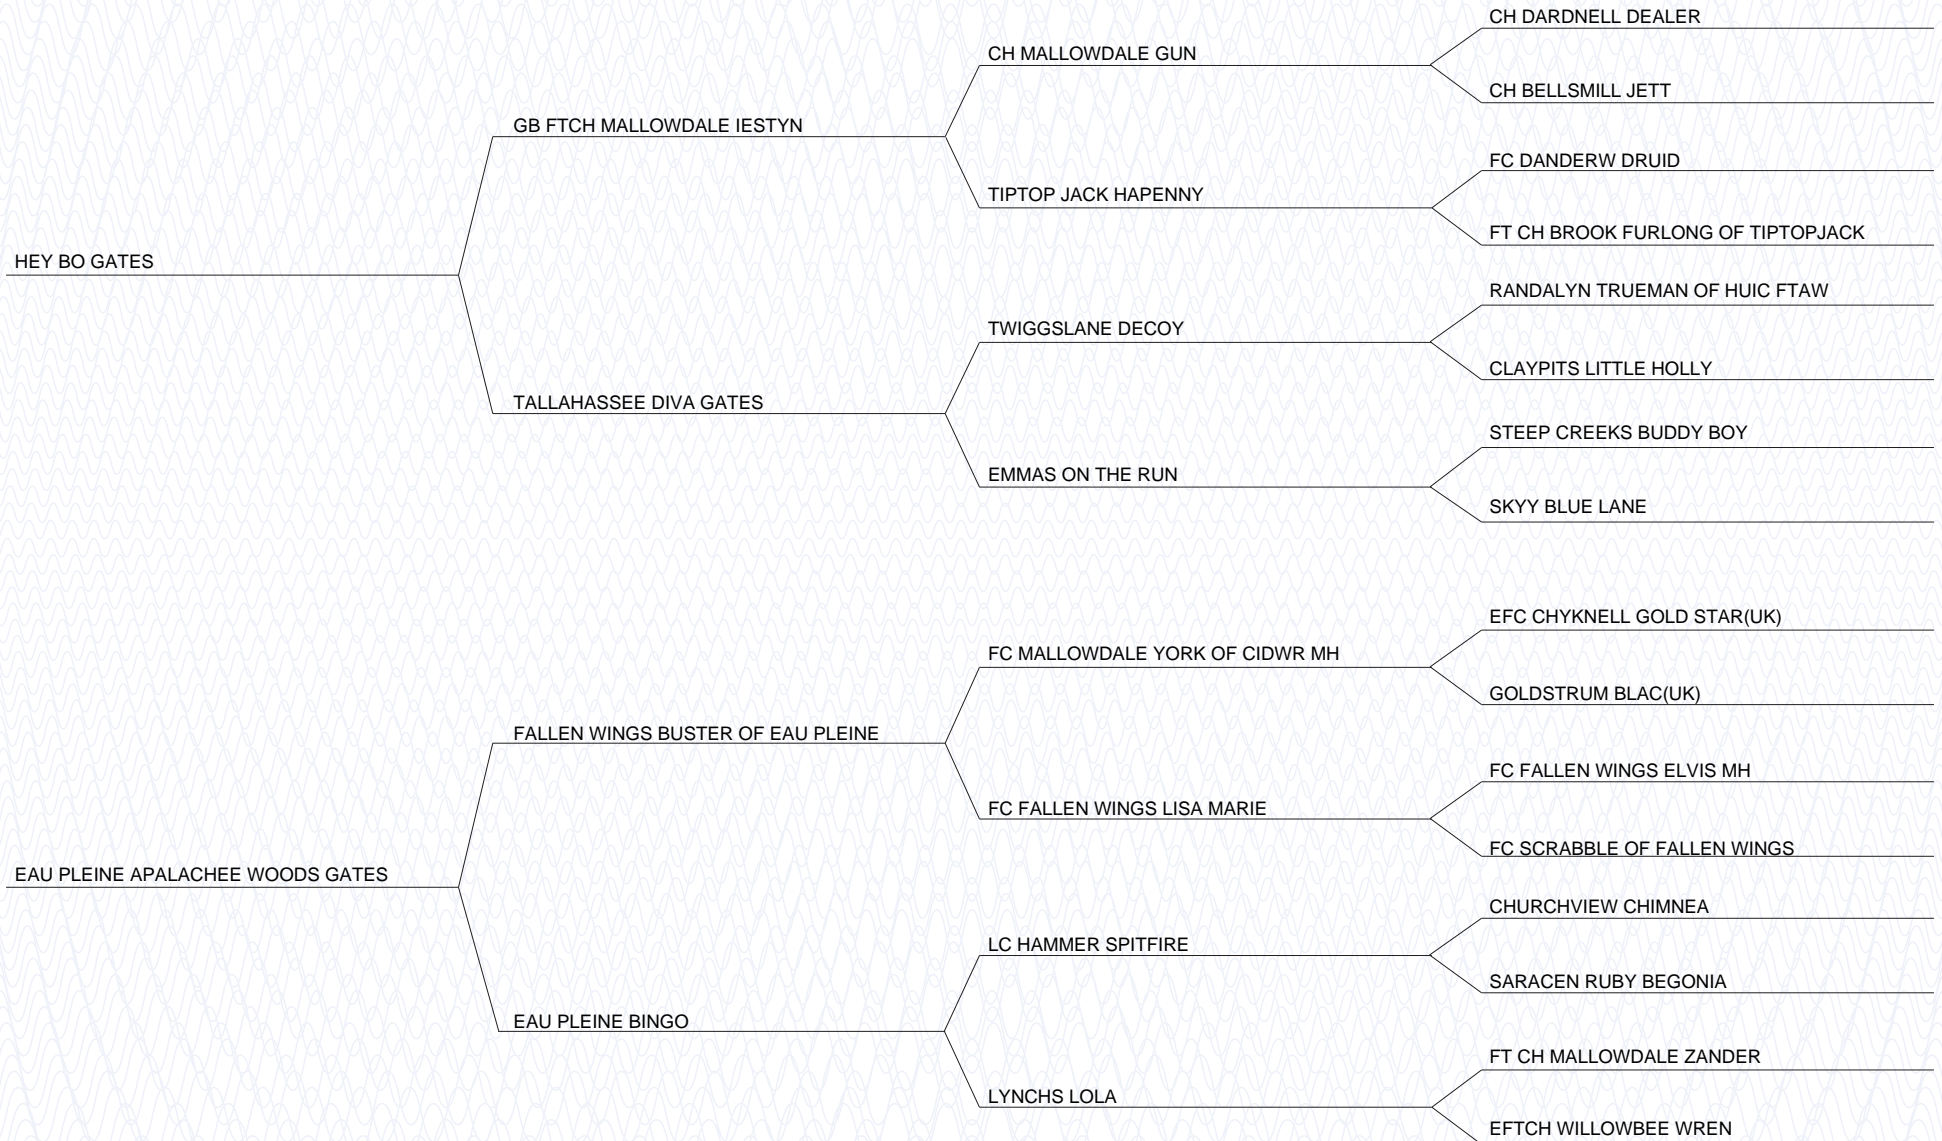 CH DARDNELL DEALER
CH MALLOWDALE GUN
CH BELLSMILL JETT
GB FTCH MALLOWDALE IESTYN
FC DANDERW DRUID
TIPTOP JACK HAPENNY
FT CH BROOK FURLONG OF TIPTOPJACK
HEY BO GATES
RANDALYN TRUEMAN OF HUIC FTAW
TWIGGSLANE DECOY
CLAYPITS LITTLE HOLLY
TALLAHASSEE DIVA GATES
STEEP CREEKS BUDDY BOY
EMMAS ON THE RUN
SKYY BLUE LANE
EFC CHYKNELL GOLD STAR(UK)
FC MALLOWDALE YORK OF CIDWR MH
GOLDSTRUM BLAC(UK)
FALLEN WINGS BUSTER OF EAU PLEINE
FC FALLEN WINGS ELVIS MH
FC FALLEN WINGS LISA MARIE
FC SCRABBLE OF FALLEN WINGS
EAU PLEINE APALACHEE WOODS GATES
CHURCHVIEW CHIMNEA
LC HAMMER SPITFIRE
SARACEN RUBY BEGONIA
EAU PLEINE BINGO
FT CH MALLOWDALE ZANDER
LYNCHS LOLA
EFTCH WILLOWBEE WREN